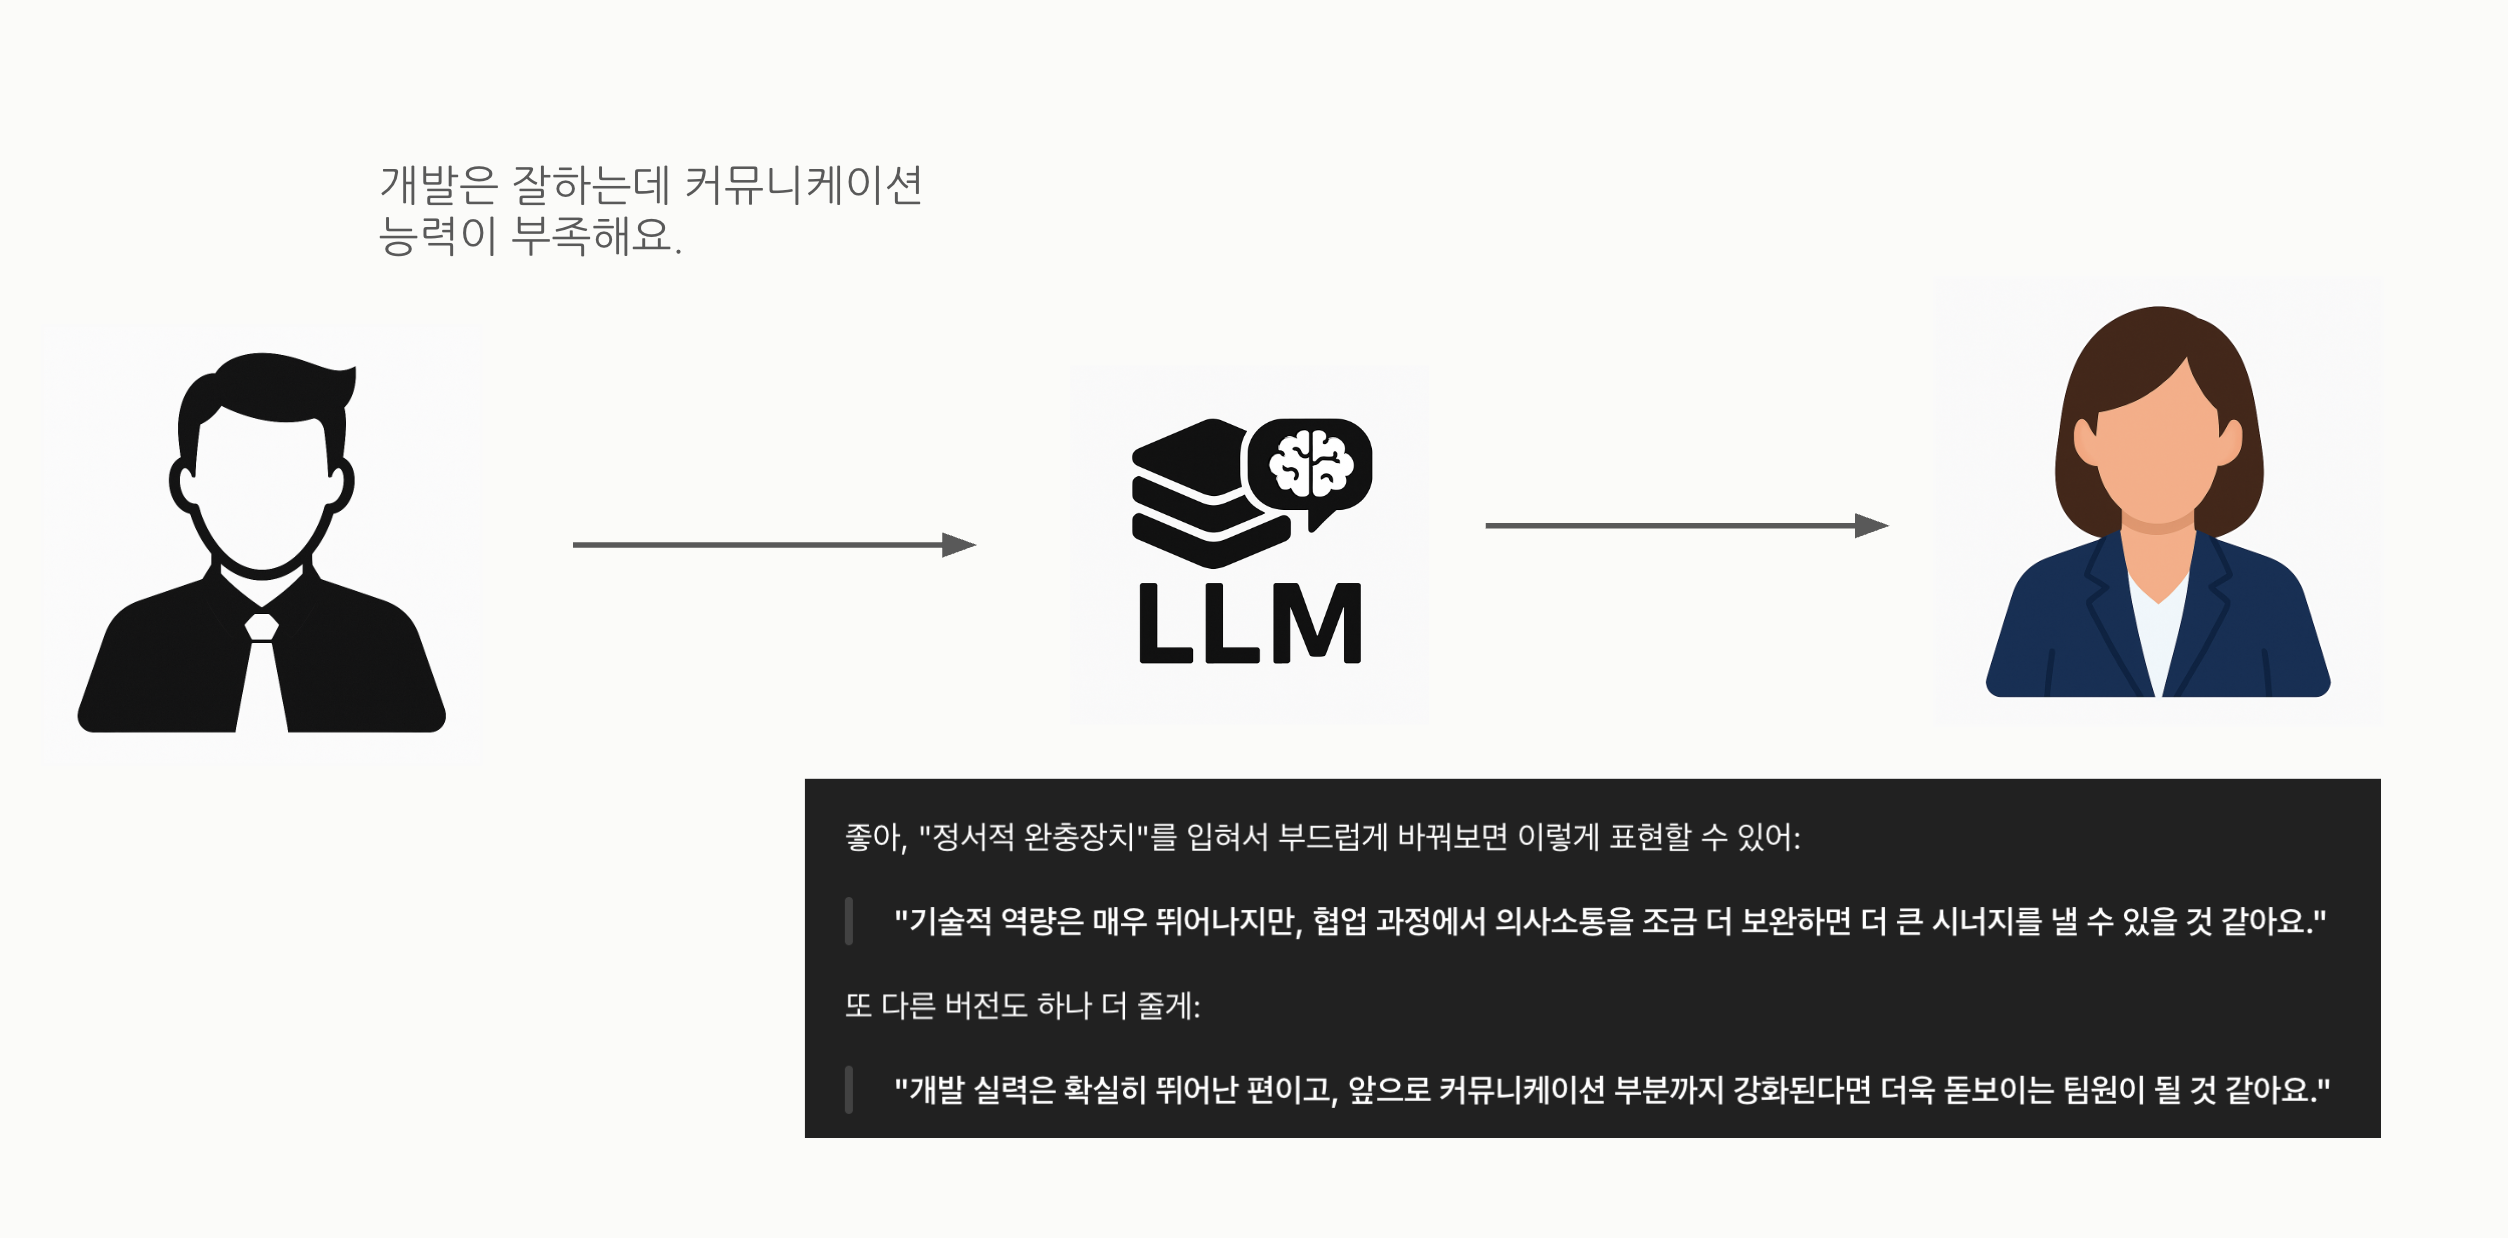 개발은 잘하는데 커뮤니케이션
능력이 부족해요.
LLM
좋아, "정서적 완충장치"를 입혀서 부드럽게 바꿔보면 이렇게 표현할 수 있어:
"기술적 역량은 매우 뛰어나지만, 협업 과정에서 의사소통을 조금 더 보완하면 더 큰 시너지를 낼 수 있을 것 같아요."
또 다른 버전도 하나 더 줄게:
"개발 실력은 확실히 뛰어난 편이고, 앞으로 커뮤니케이션 부분까지 강화된다면 더욱 돋보이는 팀원이 될 것 같아요."